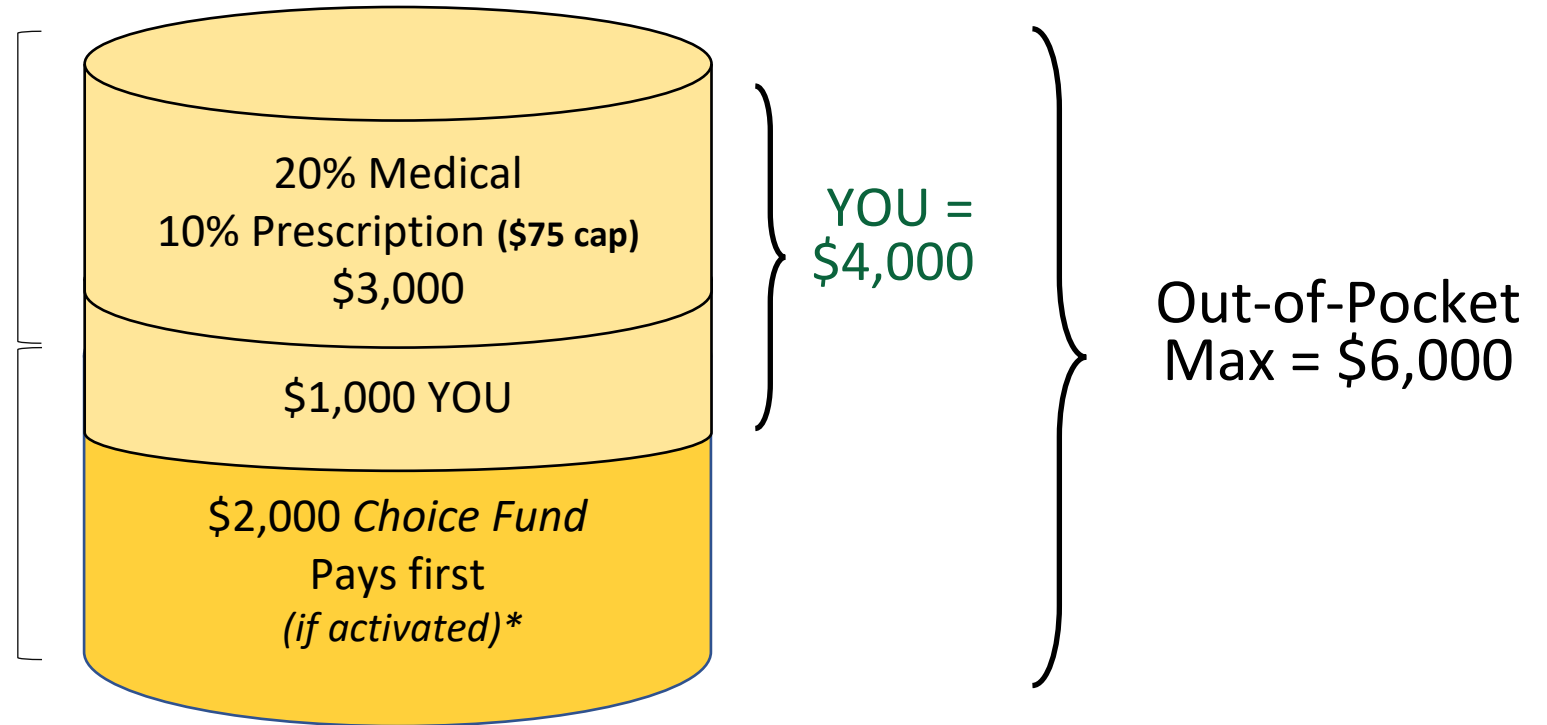 20% Medical
10% Prescription ($75 cap)
$3,000
$1,000 YOU
$2,000 Choice Fund
Pays first
(if activated)*
YOU =
$4,000
Out-of-Pocket
Max = $6,000